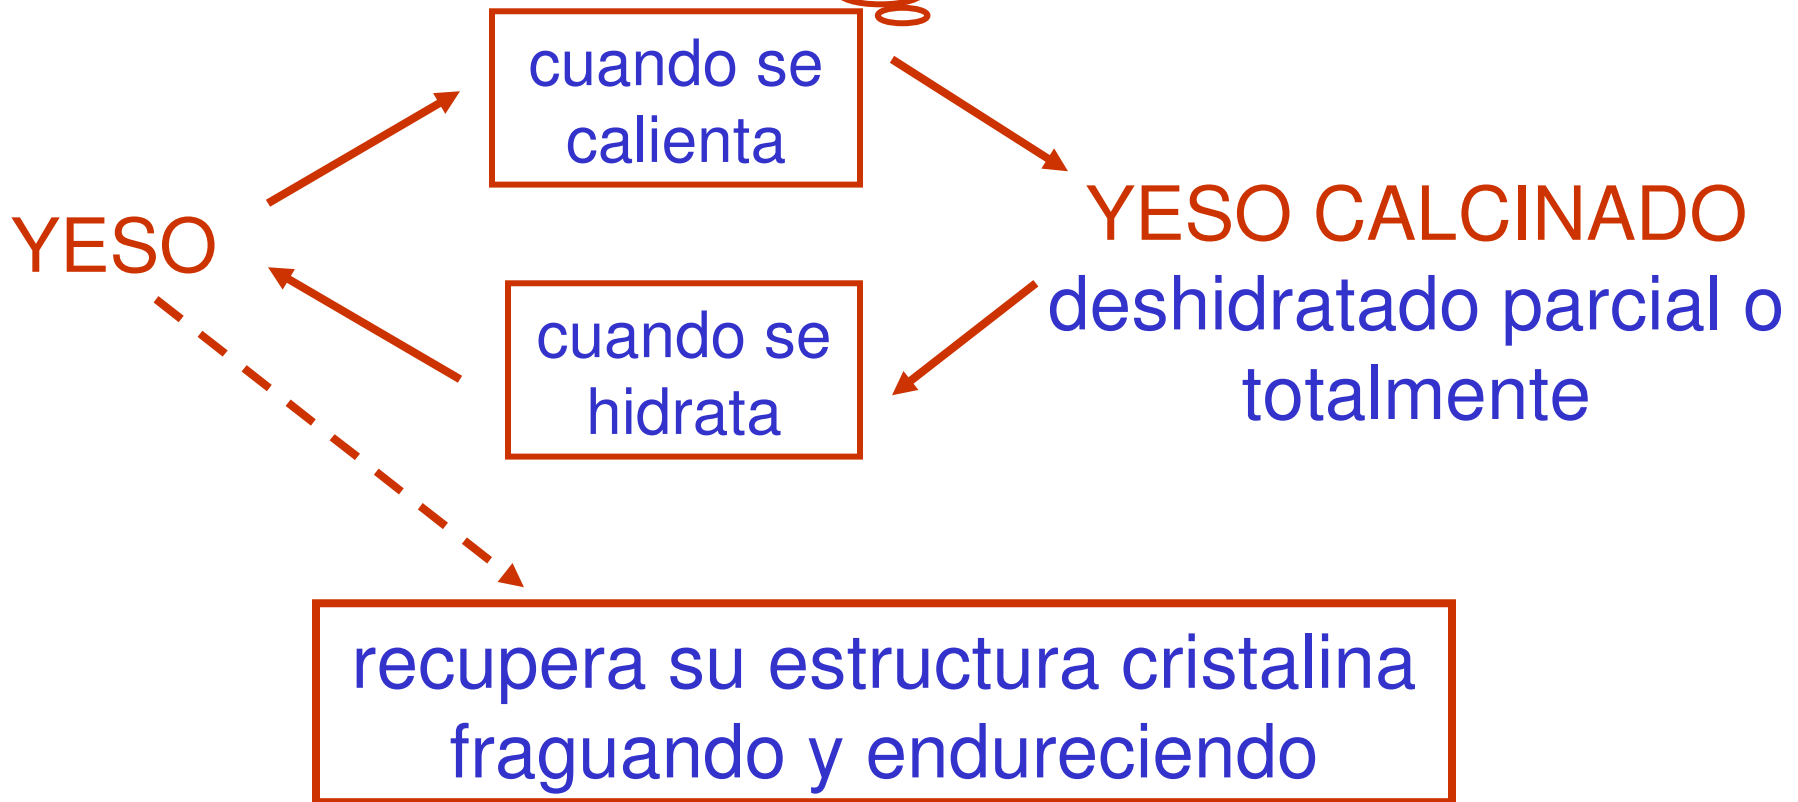 cuando se
calienta
YESO
YESO CALCINADO
deshidratado parcial o
totalmente
cuando se
hidrata
recupera su estructura cristalina
fraguando y endureciendo